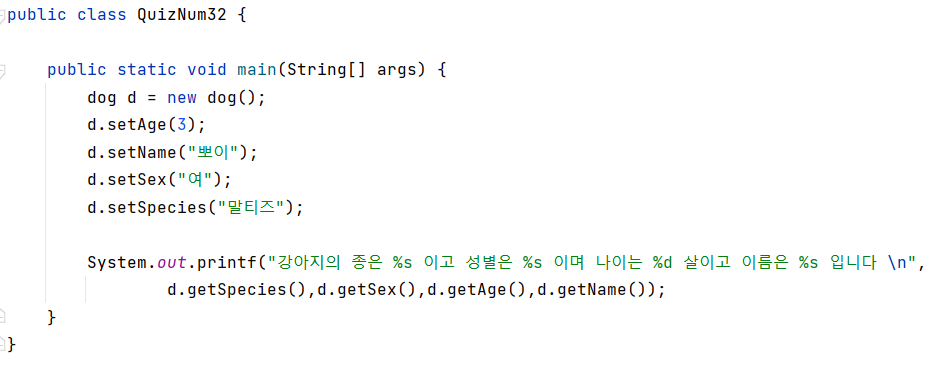 public class QuizNum32 {
public static void main(String[] args) {
dog d = new dog();
d.setAge(3);
d.setName("뽀이");
d.setSex("여");
d.setSpecies("말티즈");
System.out.printf("강아지의 종은 %s 이고 성별은 %s 이며 나이는 %d 살이고 이름은 %s 입니다 \n",
d.getSpecies(),d.getSex(),d.getAge(),d.getName());
}
}